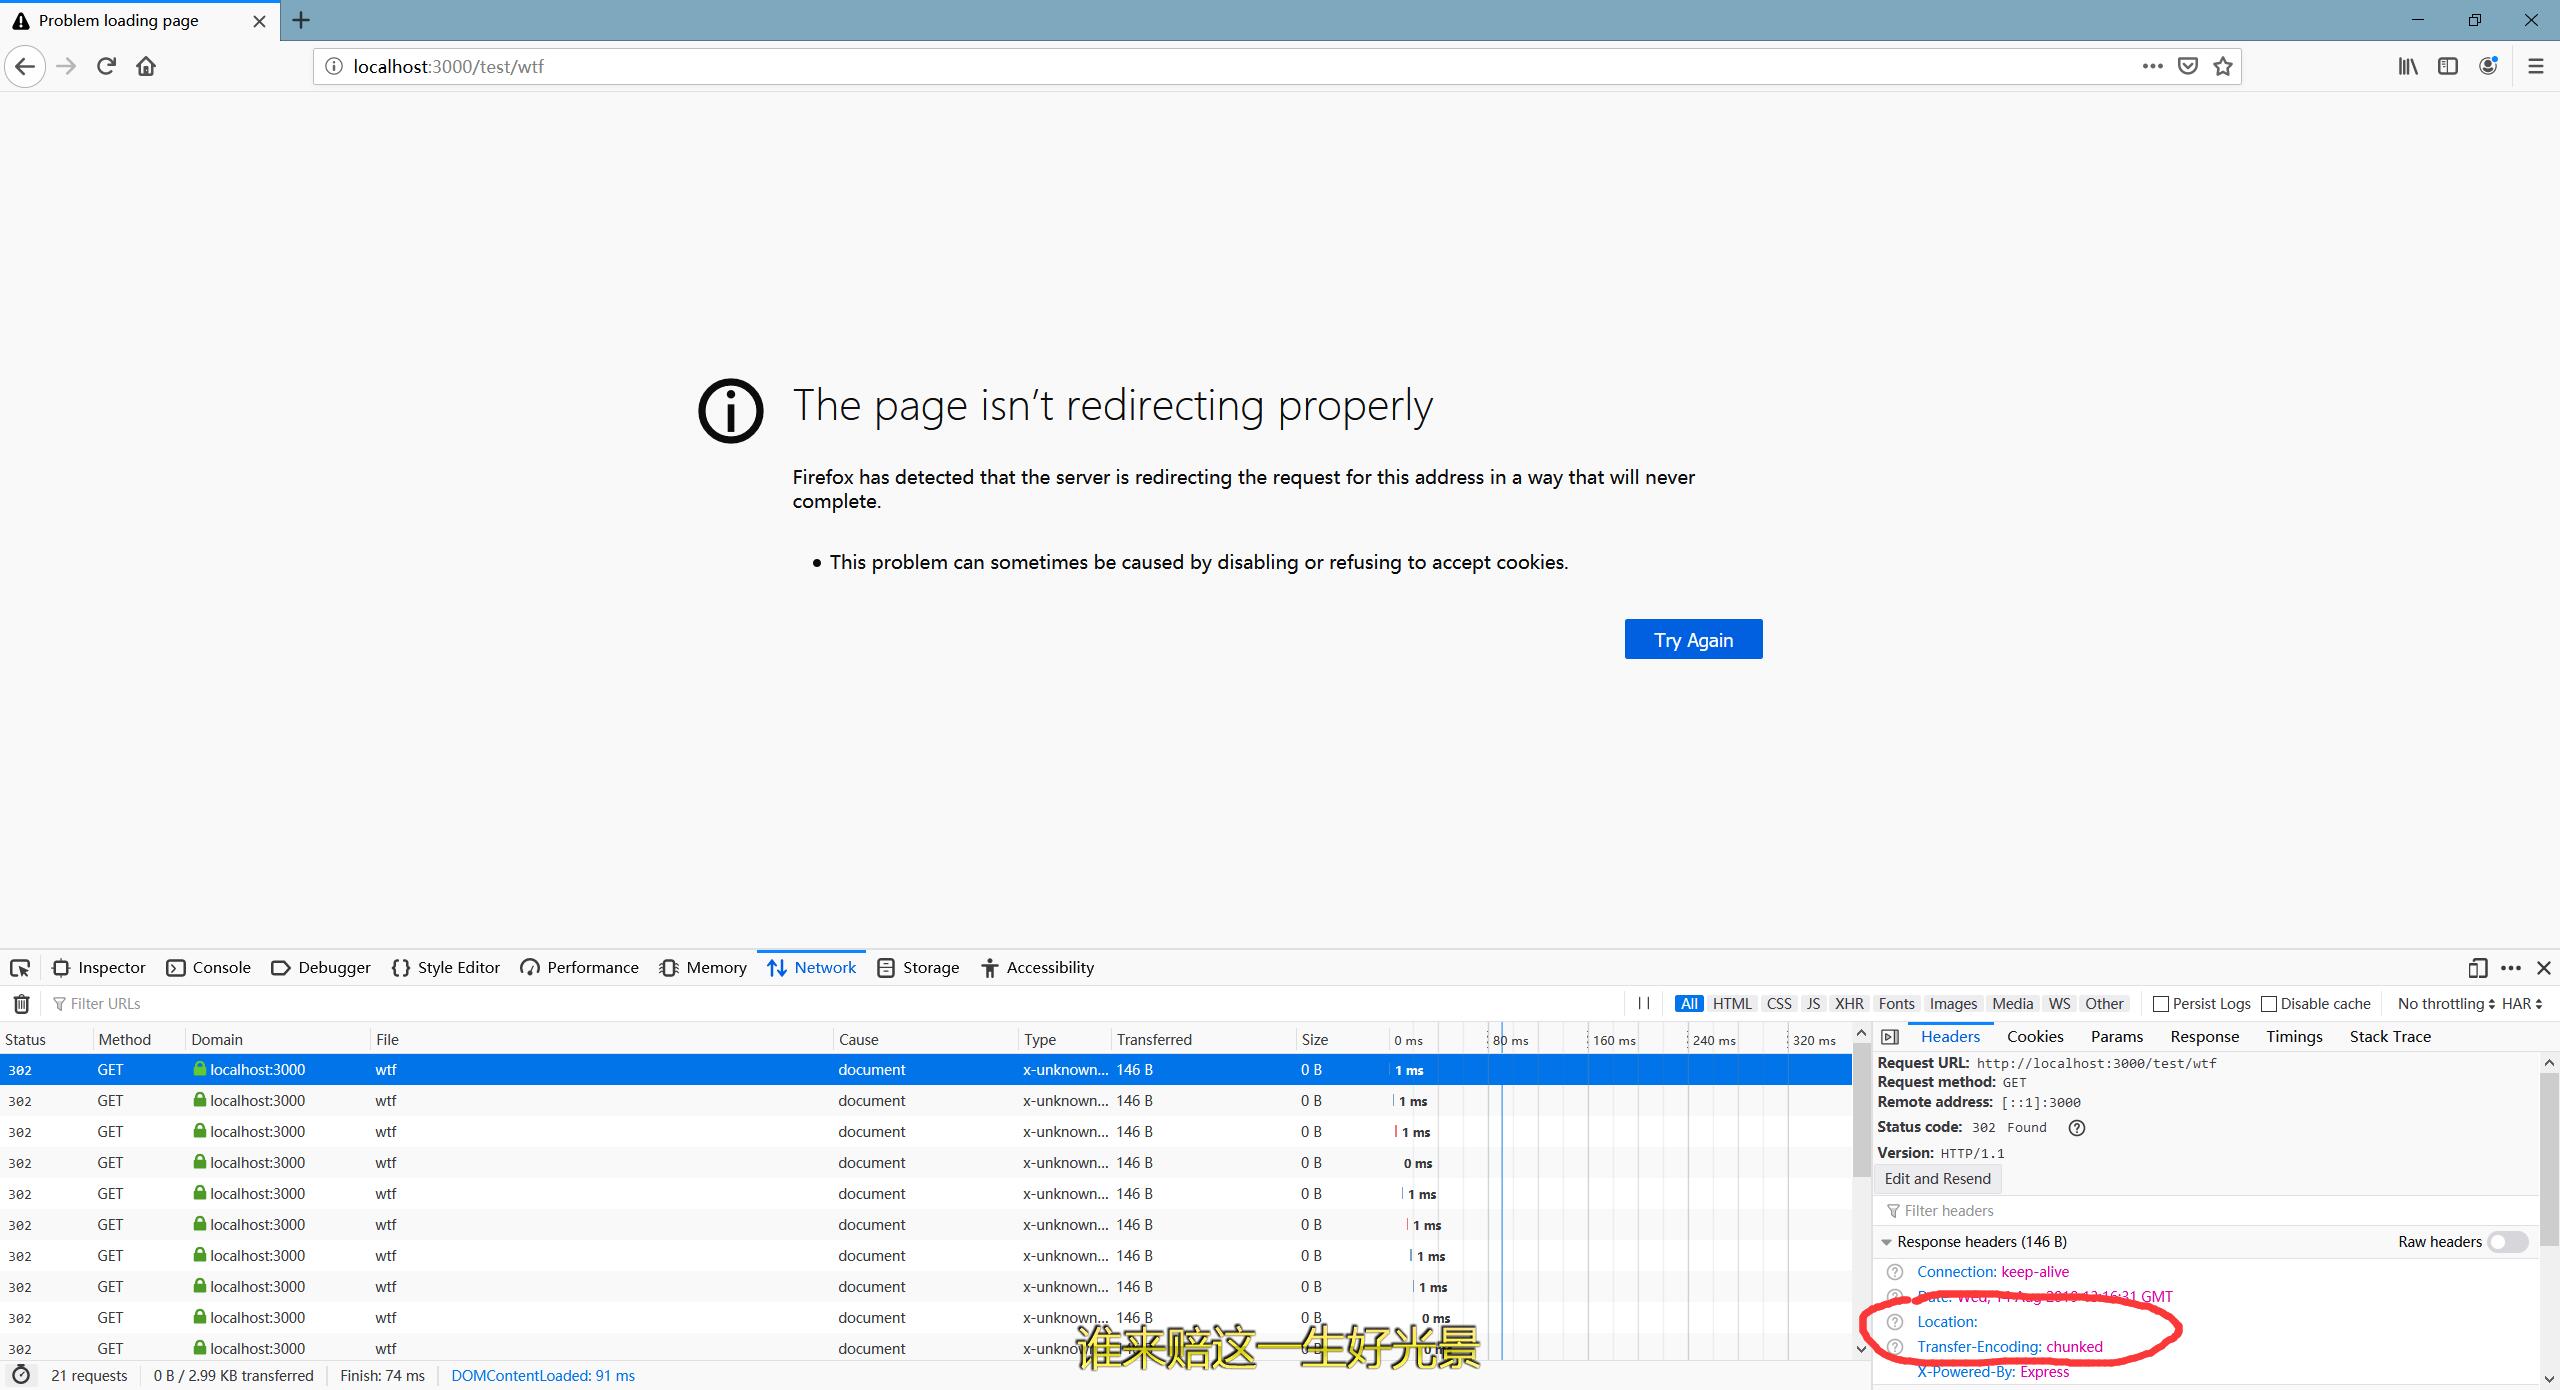 Problem loading page
localhost:3000/test/wtf
The page isn’t redirecting properly
Firefox has detected that the server is redirecting the request for this address in a way that will never
complete.
• This problem can sometimes be caused by disabling or refusing to accept cookies.
Try Again
Inspector Console Debugger Style Editor Performance Memory Network Storage Accessibility
Filter URLs All HTML CSS JS XHR Fonts Images Media WS Other Persist Logs Disable cache No throttling HAR
Status Method Domain File Cause Type Transferred Size 0 ms 80 ms 160 ms 240 ms 320 ms
302 GET localhost:3000 wtf document x-unknown... 146 B 0 B 1 ms
302 GET localhost:3000 wtf document x-unknown... 146 B 0 B 1 ms
302 GET localhost:3000 wtf document x-unknown... 146 B 0 B 1 ms
302 GET localhost:3000 wtf document x-unknown... 146 B 0 B 0 ms
302 GET localhost:3000 wtf document x-unknown... 146 B 0 B 1 ms
302 GET localhost:3000 wtf document x-unknown... 146 B 0 B 1 ms
302 GET localhost:3000 wtf document x-unknown... 146 B 0 B 1 ms
302 GET localhost:3000 wtf document x-unknown... 146 B 0 B 1 ms
302 GET localhost:3000 wtf document x-unknown... 146 B 0 B 0 ms
302 GET localhost:3000 wtf document
谁来赔这一生好光景
21 requests 0 B / 2.99 KB transferred Finish: 74 ms DOMContentLoaded: 91 ms
Headers Cookies Params Response Timings Stack Trace
Request URL: http://localhost:3000/test/wtf
Request method: GET
Remote address: [::1]:3000
Status code: 302 Found
Version: HTTP/1.1
Edit and Resend
Filter headers
Response headers (146 B) Raw headers
Connection: keep-alive
Date: Wed, 14 Aug 2019 13:16:31 GMT
Location:
Transfer-Encoding: chunked
X-Powered-By: Express